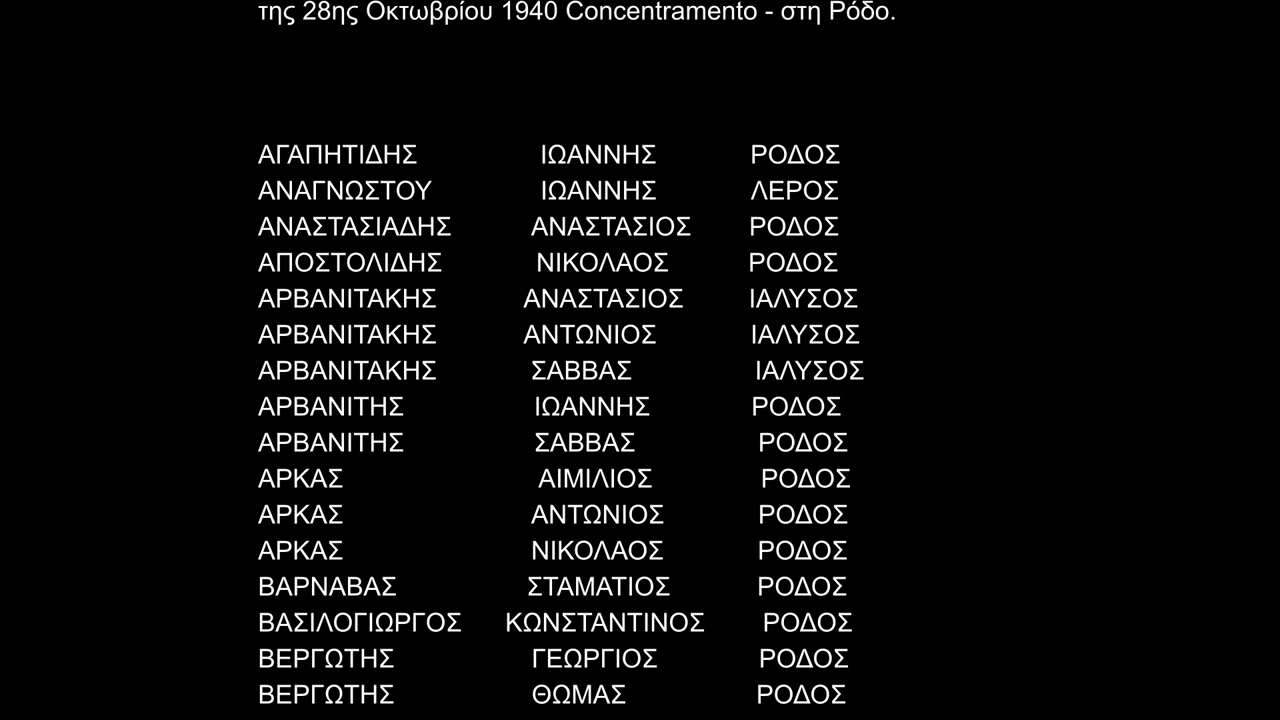 της 28ης Οκτωβρίου 1940 Concentramento - στη Ρόδο.
ΑΓΑΠΗΤΙΔΗΣ ΙΩΑΝΝΗΣ ΡΟΔΟΣ
ΑΝΑΓΝΩΣΤΟΥ ΙΩΑΝΝΗΣ ΛΕΡΟΣ
ΑΝΑΣΤΑΣΙΑΔΗΣ ΑΝΑΣΤΑΣΙΟΣ ΡΟΔΟΣ
ΑΠΟΣΤΟΛΙΔΗΣ ΝΙΚΟΛΑΟΣ ΡΟΔΟΣ
ΑΡΒΑΝΙΤΑΚΗΣ ΑΝΑΣΤΑΣΙΟΣ ΙΑΛΥΣΟΣ
ΑΡΒΑΝΙΤΑΚΗΣ ΑΝΤΩΝΙΟΣ ΙΑΛΥΣΟΣ
ΑΡΒΑΝΙΤΑΚΗΣ ΣΑΒΒΑΣ ΙΑΛΥΣΟΣ
ΑΡΒΑΝΙΤΗΣ ΙΩΑΝΝΗΣ ΡΟΔΟΣ
ΑΡΒΑΝΙΤΗΣ ΣΑΒΒΑΣ ΡΟΔΟΣ
ΑΡΚΑΣ ΑΙΜΙΛΙΟΣ ΡΟΔΟΣ
ΑΡΚΑΣ ΑΝΤΩΝΙΟΣ ΡΟΔΟΣ
ΑΡΚΑΣ ΝΙΚΟΛΑΟΣ ΡΟΔΟΣ
ΒΑΡΝΑΒΑΣ ΣΤΑΜΑΤΙΟΣ ΡΟΔΟΣ
ΒΑΣΙΛΟΓΙΩΡΓΟΣ ΚΩΝΣΤΑΝΤΙΝΟΣ ΡΟΔΟΣ
ΒΕΡΓΩΤΗΣ ΓΕΩΡΓΙΟΣ ΡΟΔΟΣ
ΒΕΡΓΩΤΗΣ ΘΩΜΑΣ ΡΟΔΟΣ